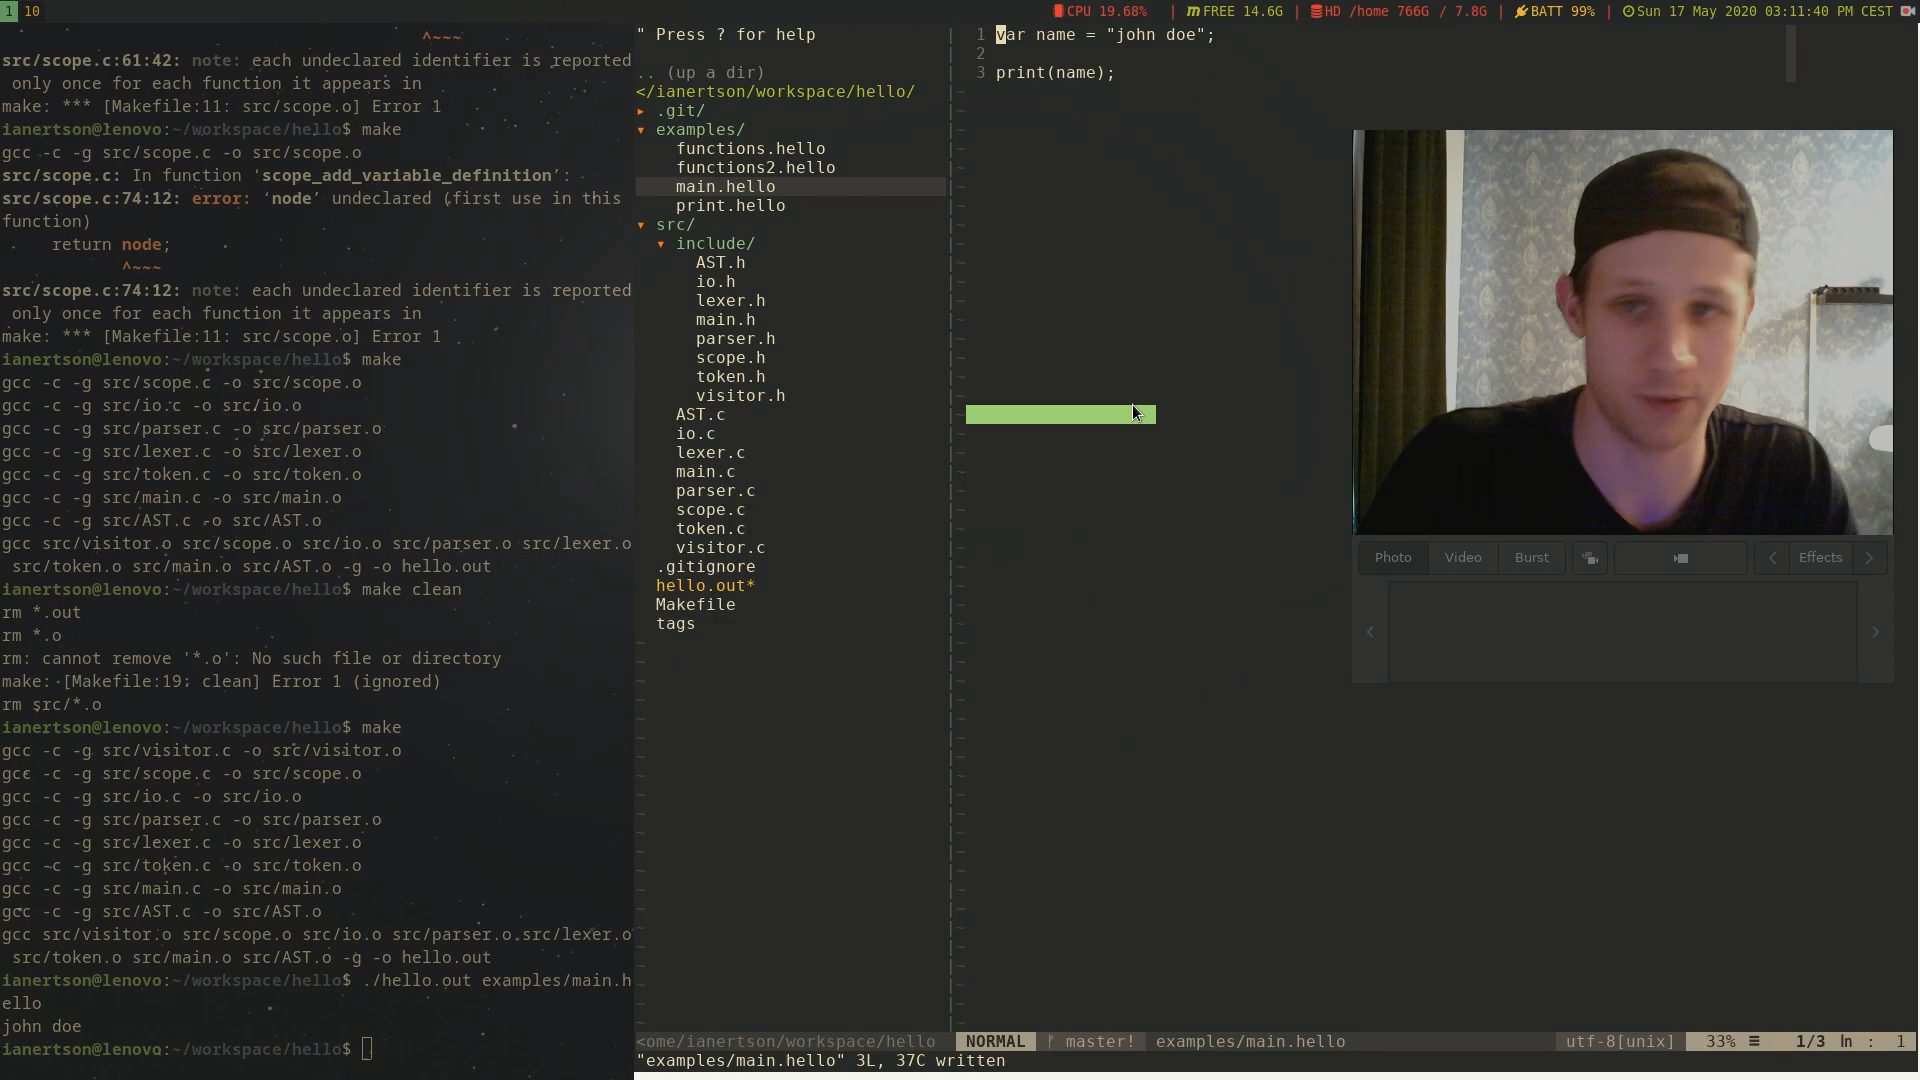 1 10
CPU 19.68% | FREE 14.6G | HD /home 766G / 7.8G | BATT 99% | Sun 17 May 2020 03:11:40 PM CEST
^~~~
src/scope.c:61:42: note: each undeclared identifier is reported
only once for each function it appears in
make: *** [Makefile:11: src/scope.o] Error 1
ianertson@lenovo:~/workspace/hello$ make
gcc -c -g src/scope.c -o src/scope.o
src/scope.c: In function ‘scope_add_variable_definition’:
src/scope.c:74:12: error: ‘node’ undeclared (first use in this
function)
return node;
^~~~
src/scope.c:74:12: note: each undeclared identifier is reported
only once for each function it appears in
make: *** [Makefile:11: src/scope.o] Error 1
ianertson@lenovo:~/workspace/hello$ make
gcc -c -g src/scope.c -o src/scope.o
gcc -c -g src/io.c -o src/io.o
gcc -c -g src/parser.c -o src/parser.o
gcc -c -g src/lexer.c -o src/lexer.o
gcc -c -g src/token.c -o src/token.o
gcc -c -g src/main.c -o src/main.o
gcc -c -g src/AST.c -o src/AST.o
gcc src/visitor.o src/scope.o src/io.o src/parser.o src/lexer.o
src/token.o src/main.o src/AST.o -g -o hello.out
ianertson@lenovo:~/workspace/hello$ make clean
rm *.out
rm *.o
rm: cannot remove '*.o': No such file or directory
make: [Makefile:19: clean] Error 1 (ignored)
rm src/*.o
ianertson@lenovo:~/workspace/hello$ make
gcc -c -g src/visitor.c -o src/visitor.o
gcc -c -g src/scope.c -o src/scope.o
gcc -c -g src/io.c -o src/io.o
gcc -c -g src/parser.c -o src/parser.o
gcc -c -g src/lexer.c -o src/lexer.o
gcc -c -g src/token.c -o src/token.o
gcc -c -g src/main.c -o src/main.o
gcc -c -g src/AST.c -o src/AST.o
gcc src/visitor.o src/scope.o src/io.o src/parser.o src/lexer.o
src/token.o src/main.o src/AST.o -g -o hello.out
ianertson@lenovo:~/workspace/hello$ ./hello.out examples/main.h
ello
john doe
ianertson@lenovo:~/workspace/hello$
" Press ? for help
.. (up a dir)
</ianertson/workspace/hello/
▸ .git/
▾ examples/
functions.hello
functions2.hello
main.hello
print.hello
▾ src/
▾ include/
AST.h
io.h
lexer.h
main.h
parser.h
scope.h
token.h
visitor.h
AST.c
io.c
lexer.c
main.c
parser.c
scope.c
token.c
visitor.c
.gitignore
hello.out*
Makefile
tags
1 var name = "john doe";
2
3 print(name);
Photo Video Burst Effects
<ome/ianertson/workspace/hello NORMAL master! examples/main.hello utf-8[unix] 33% ☰ 1/3 ln : 1
"examples/main.hello" 3L, 37C written